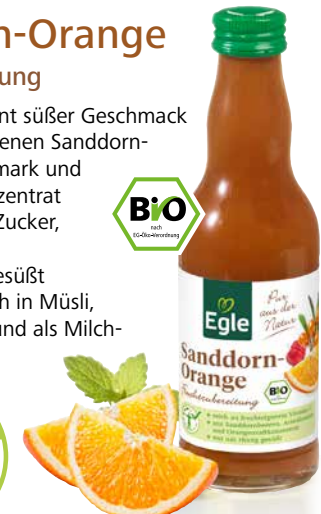 n-Orange
ung
nt süßer Geschmack
enen Sanddorn-
mark und
zentrat
Zucker,
esüßt
h in Müsli,
und als Milch-
BiO
nach
EG-Öko-Verordnung
Egle
Pur
aus der
Natur
Sanddorn-
Orange
BiO